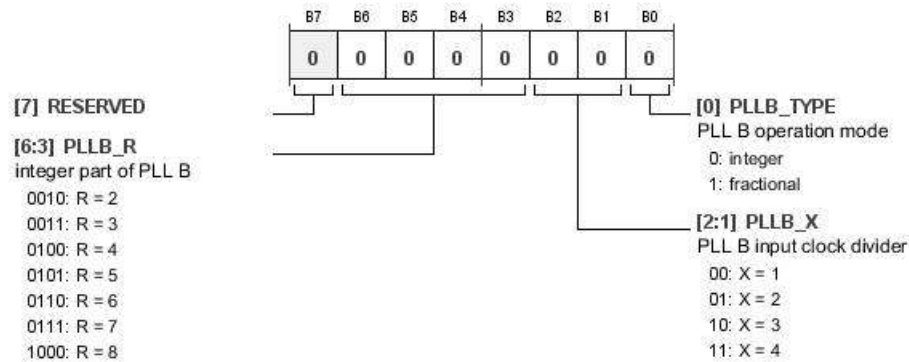 B7 B6 B5 B4 B3 B2 B1 B0
0 0 0 0 0 0 0 0
[7] RESERVED
[6:3] PLLB_R
integer part of PLL B
0010: R = 2
0011: R = 3
0100: R = 4
0101: R = 5
0110: R = 6
0111: R = 7
1000: R = 8
[0] PLLB_TYPE
PLL B operation mode
0: integer
1: fractional
[2:1] PLLB_X
PLL B input clock divider
00: X = 1
01: X = 2
10: X = 3
11: X = 4